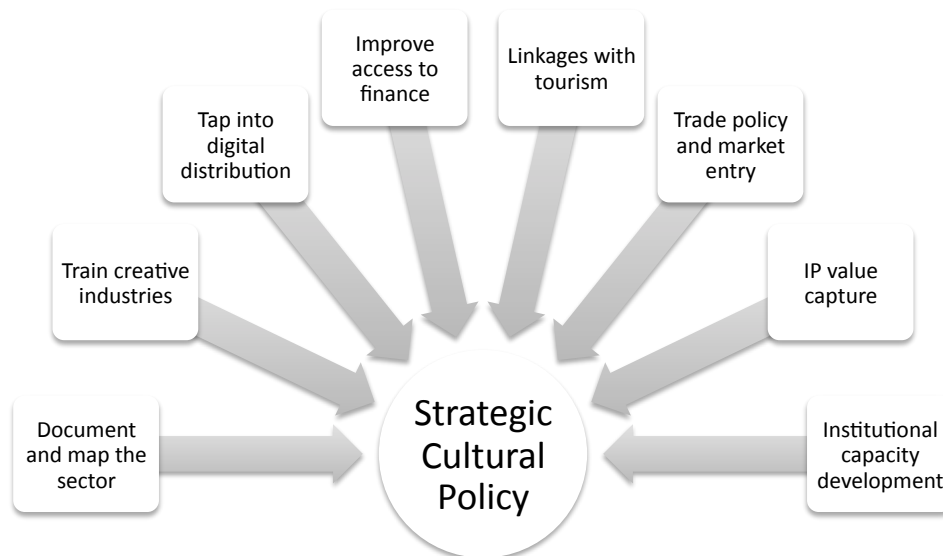 Improve
access to
finance
Linkages with
tourism
Tap into
digital
distribution
Trade policy
and market
entry
Train creative
industries
IP value
capture
Document
and map the
sector
Strategic
Cultural
Policy
Institutional
capacity
development